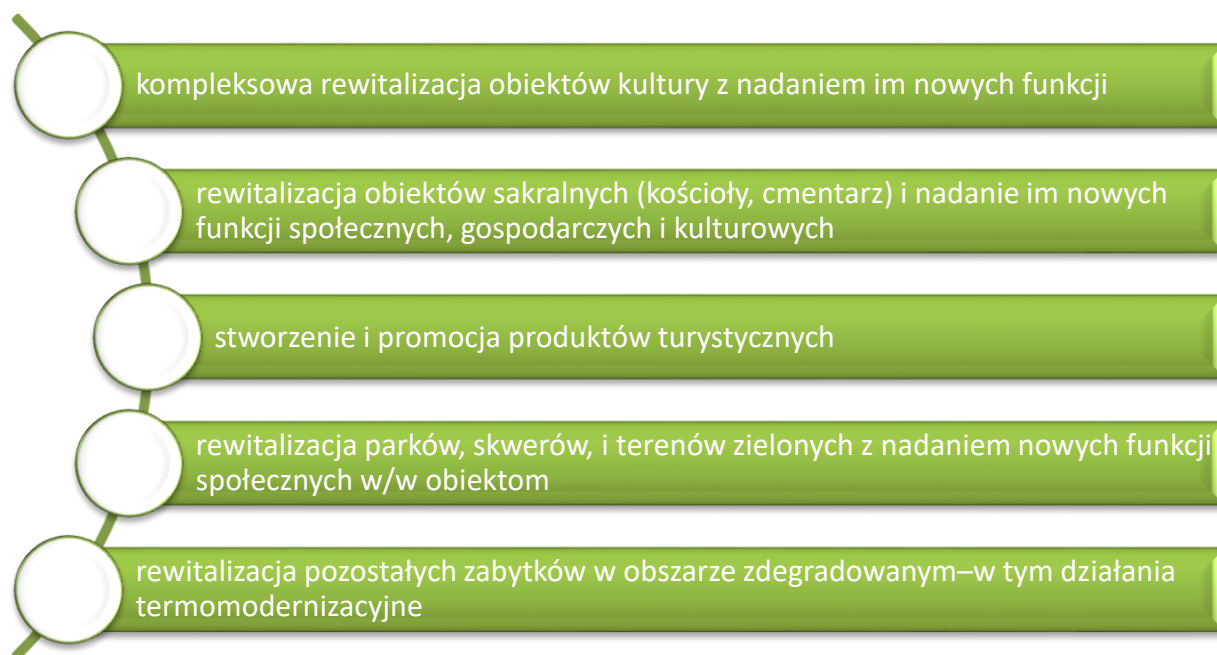 kompleksowa rewitalizacja obiektów kultury z nadaniem im nowych funkcji
rewitalizacja obiektów sakralnych (kościoły, cmentarz) i nadanie im nowych
funkcji społecznych, gospodarczych i kulturowych
stworzenie i promocja produktów turystycznych
rewitalizacja parków, skwerów, i terenów zielonych z nadaniem nowych funkcji
społecznych w/w obiektom
rewitalizacja pozostałych zabytków w obszarze zdegradowanym–w tym działania
termomodernizacyjne